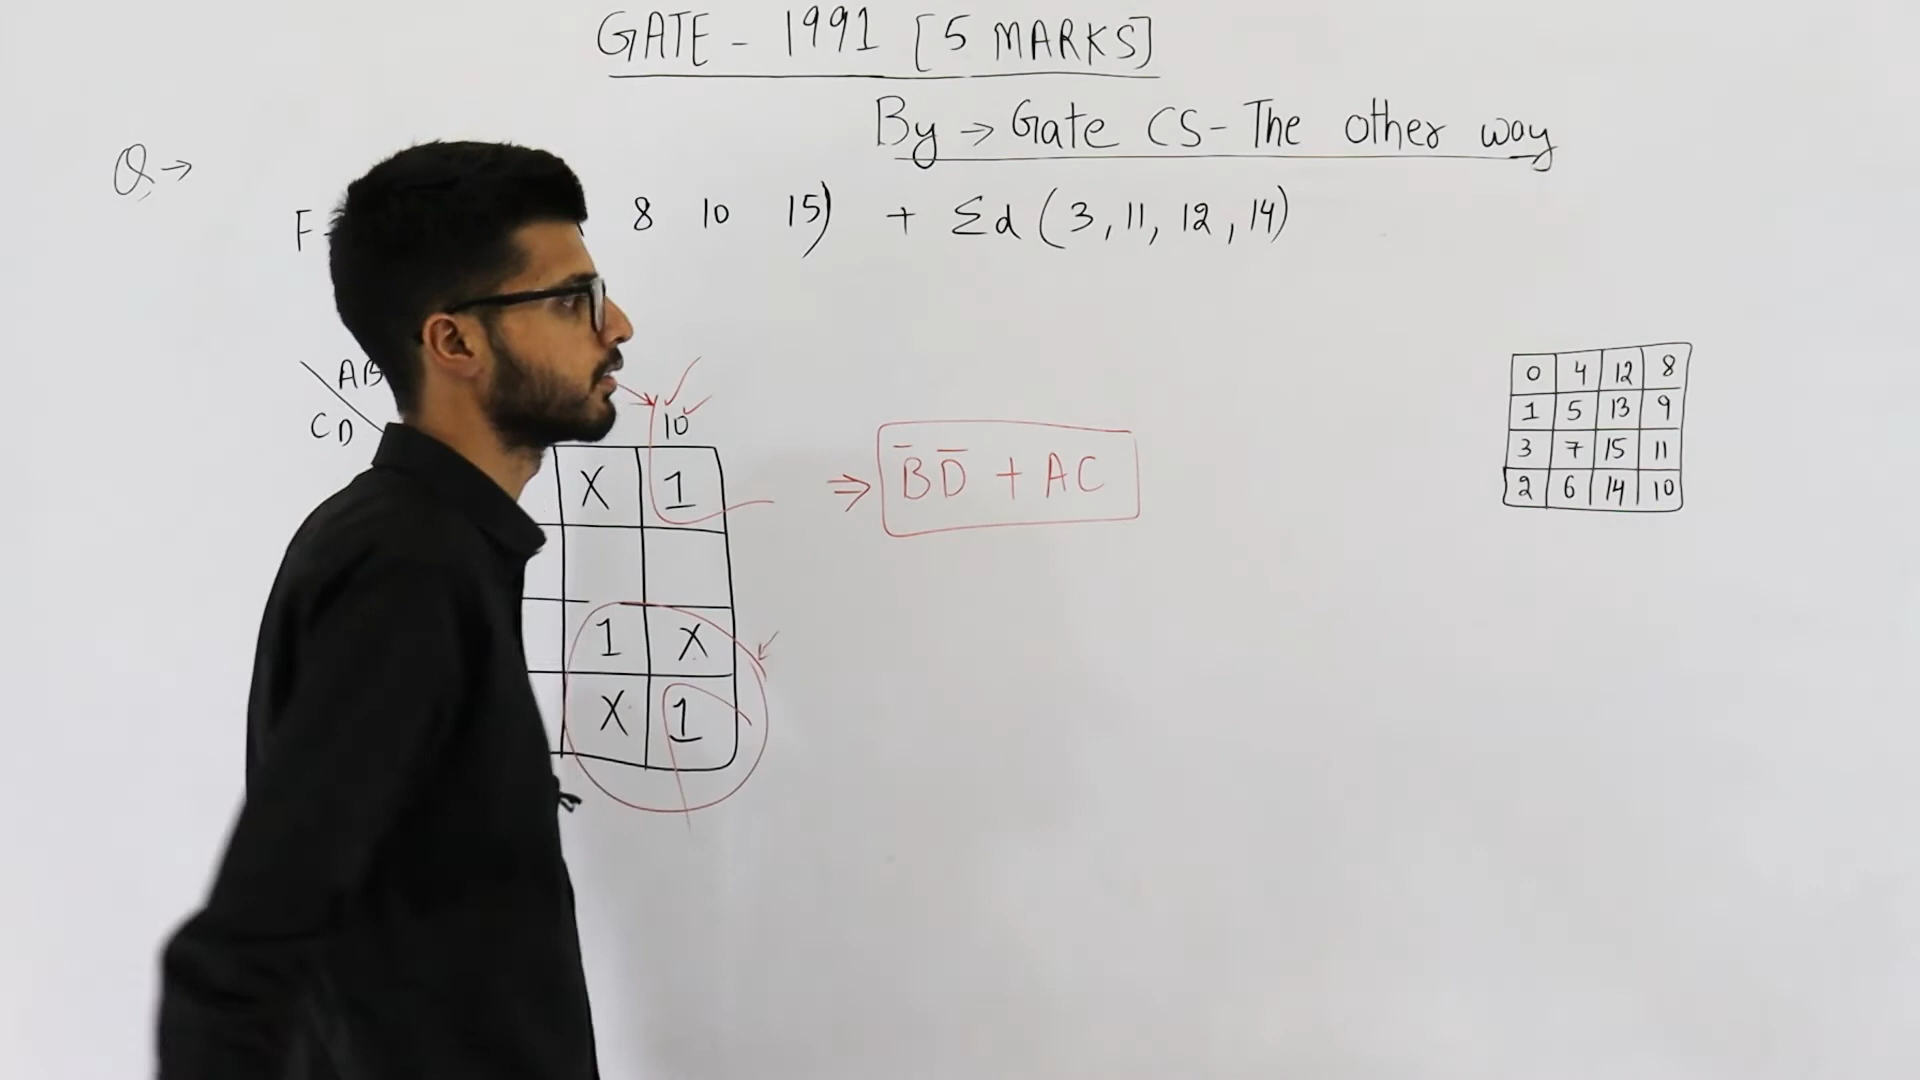 GATE - 1991 [5 MARKS]
By → Gate CS - The other way
Q →
F 8 10 15) + Σd (3, 11, 12, 14)
AB
CD
10
X 1
1 X
X 1
⇒ B̅D̅ + AC
0 4 12 8
1 5 13 9
3 7 15 11
2 6 14 10